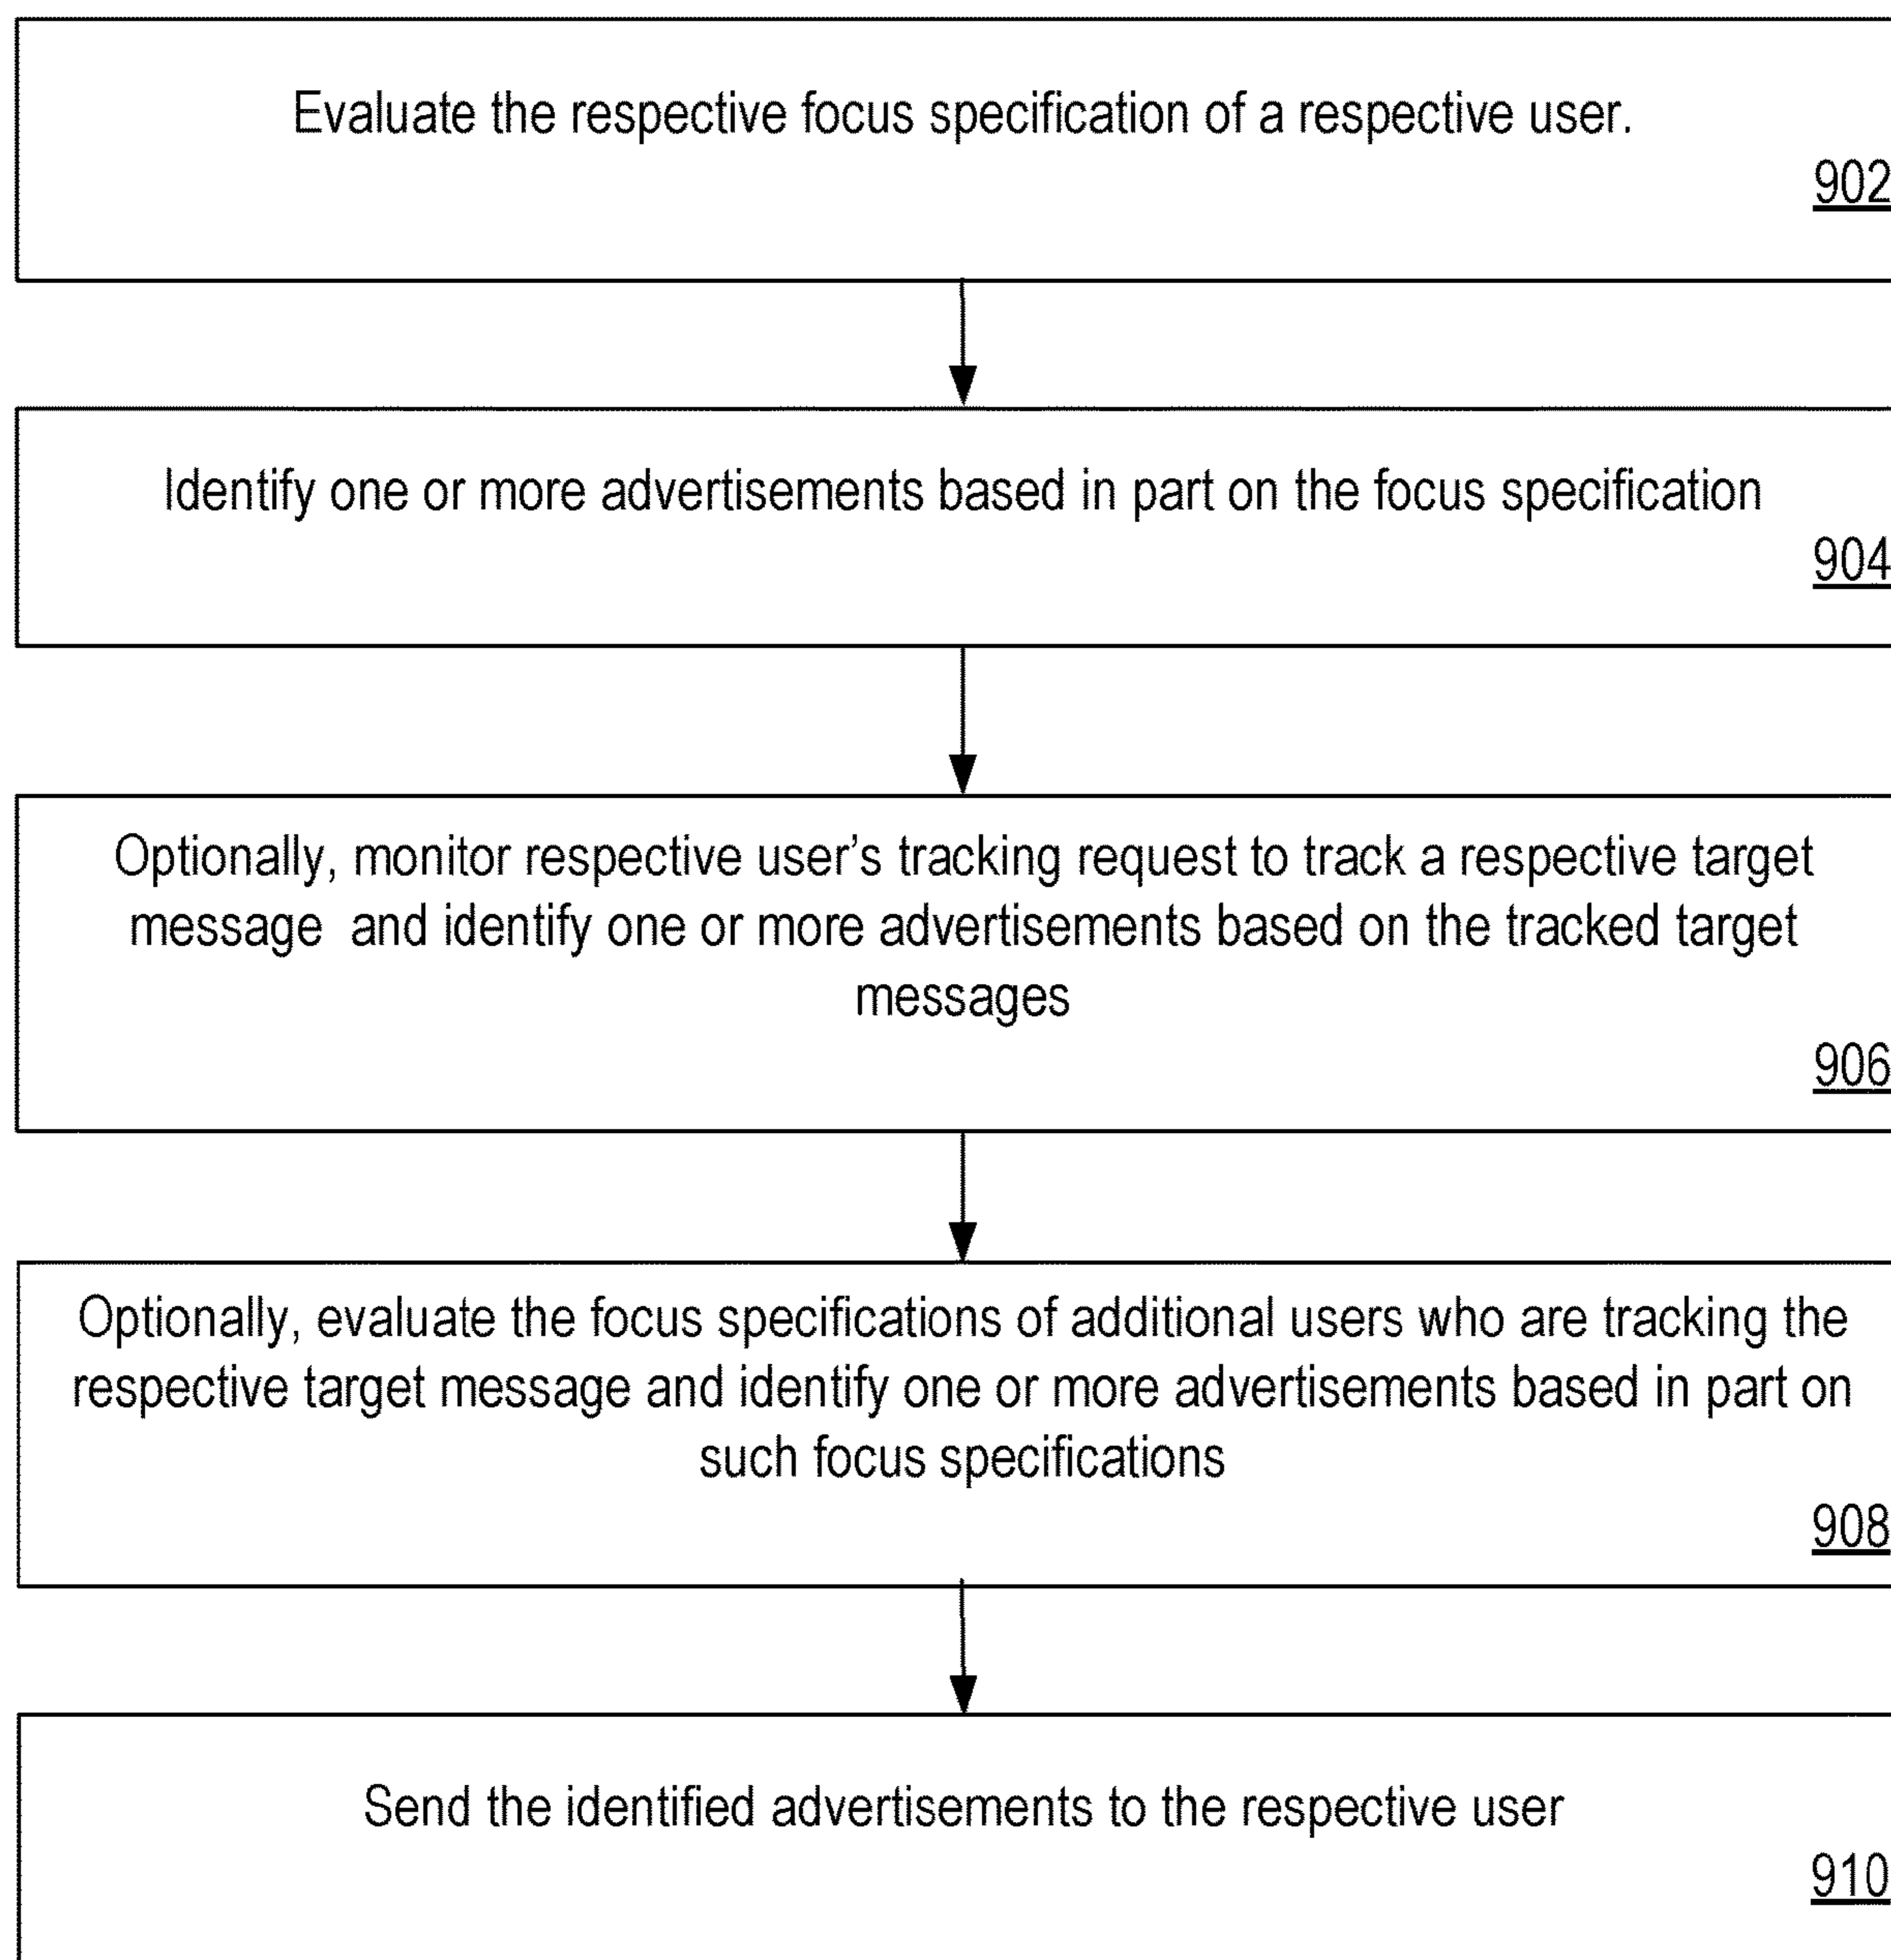 Evaluate the respective focus specification of a respective user.
902
Identify one or more advertisements based in part on the focus specification
904
Optionally, monitor respective user’s tracking request to track a respective target
message and identify one or more advertisements based on the tracked target
messages
906
Optionally, evaluate the focus specifications of additional users who are tracking the
respective target message and identify one or more advertisements based in part on
such focus specifications
908
Send the identified advertisements to the respective user
910